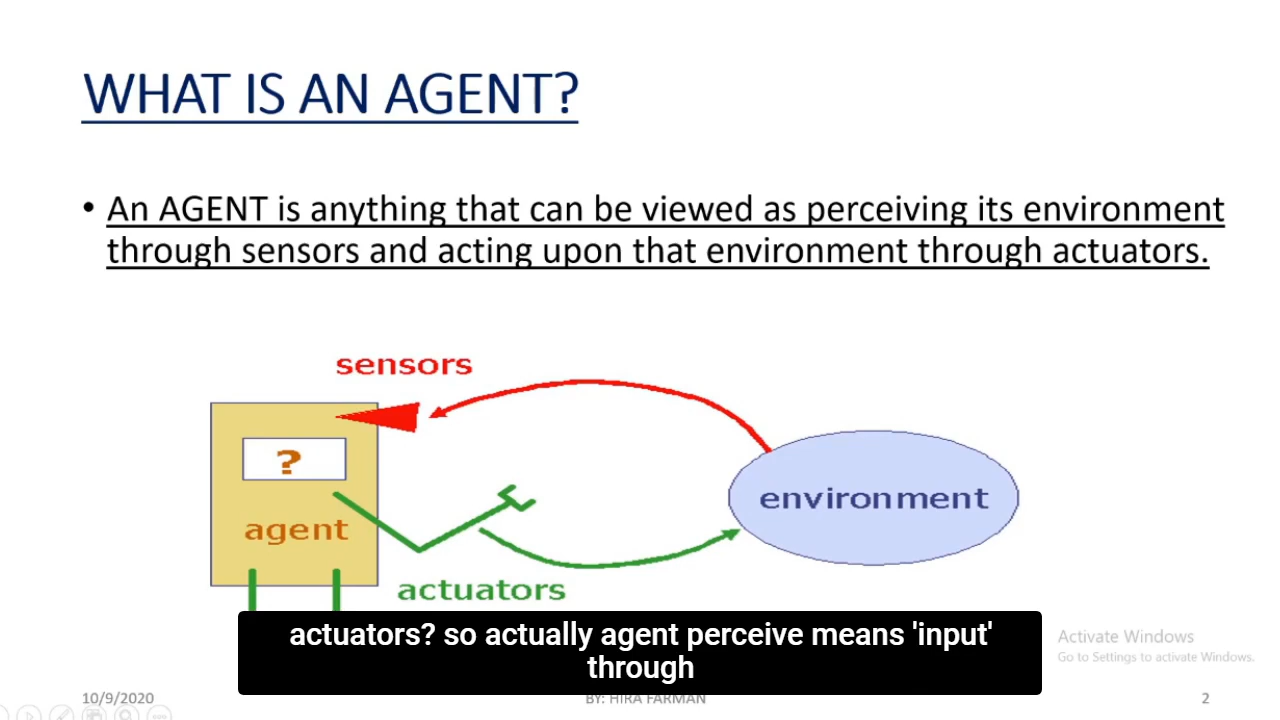 WHAT IS AN AGENT?
• An AGENT is anything that can be viewed as perceiving its environment
through sensors and acting upon that environment through actuators.
sensors
?
agent
environment
actuators
actuators? so actually agent perceive means 'input'
through
Activate Windows
Go to Settings to activate Windows.
10/9/2020
BY: HIRA FARMAN
2